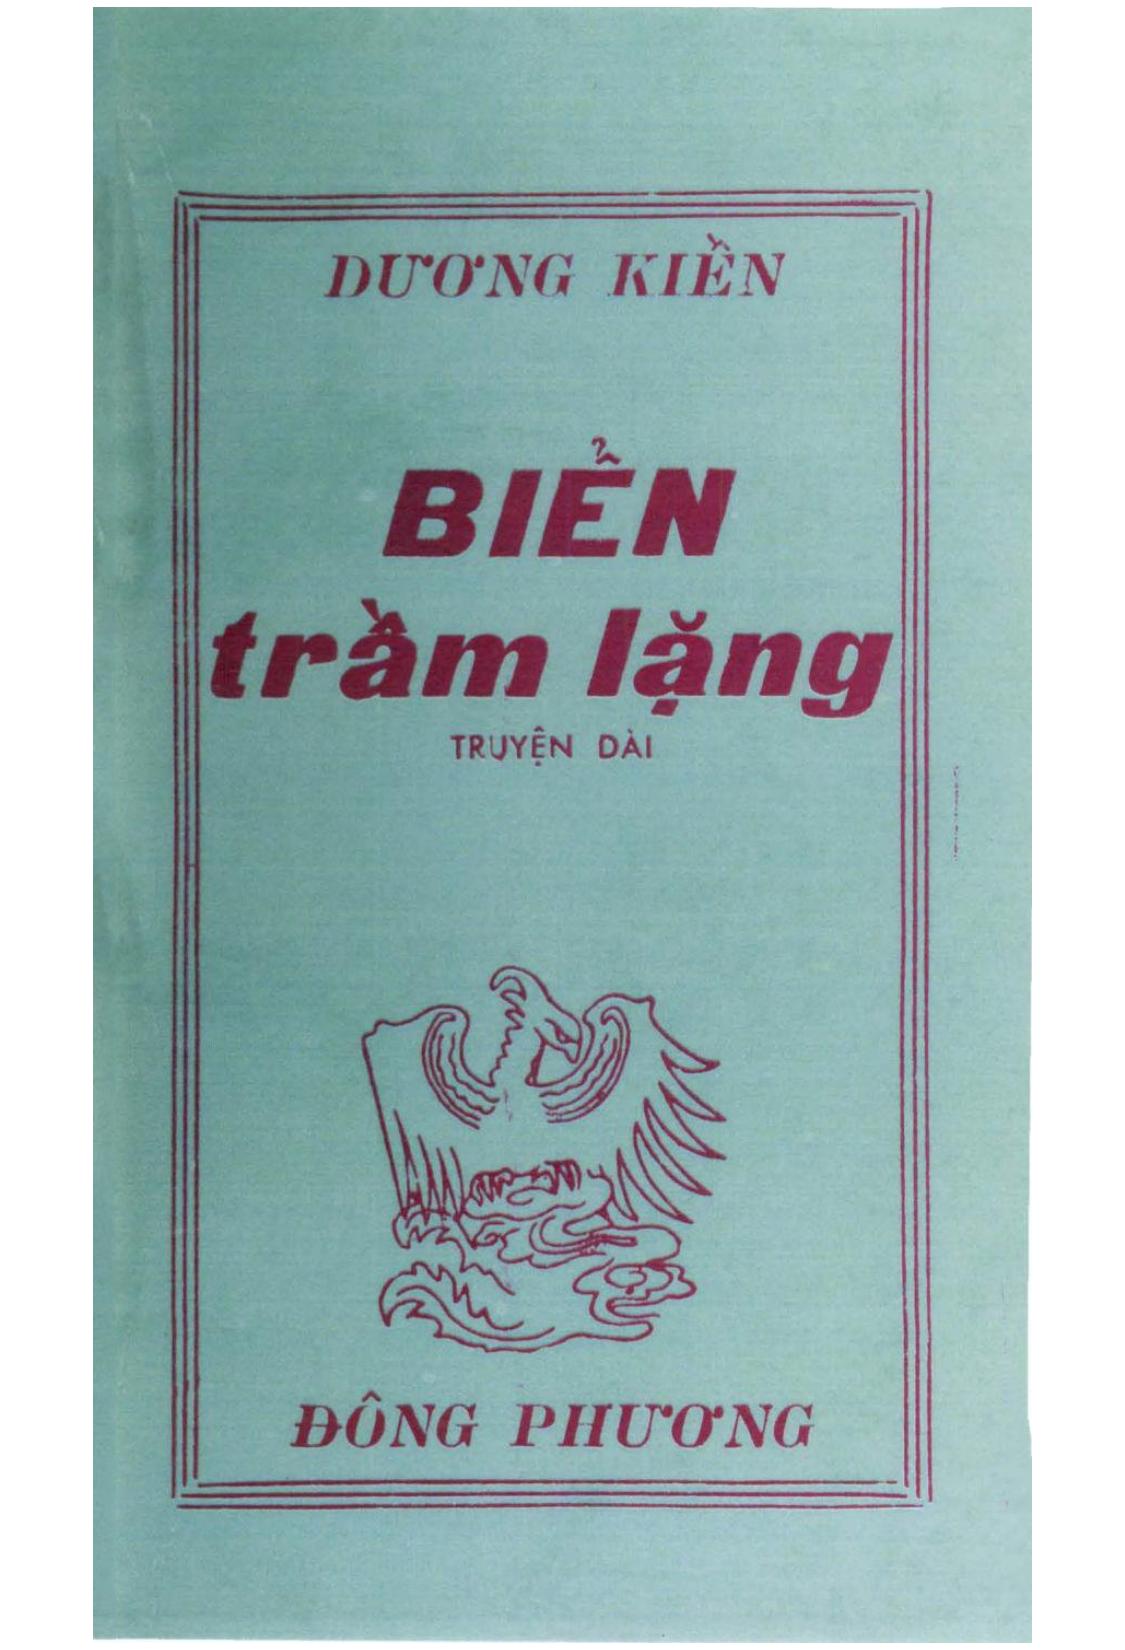 DƯƠNG KIỀN
BIỂN
trầm lặng
TRUYỆN DÀI
ĐÔNG PHƯƠNG